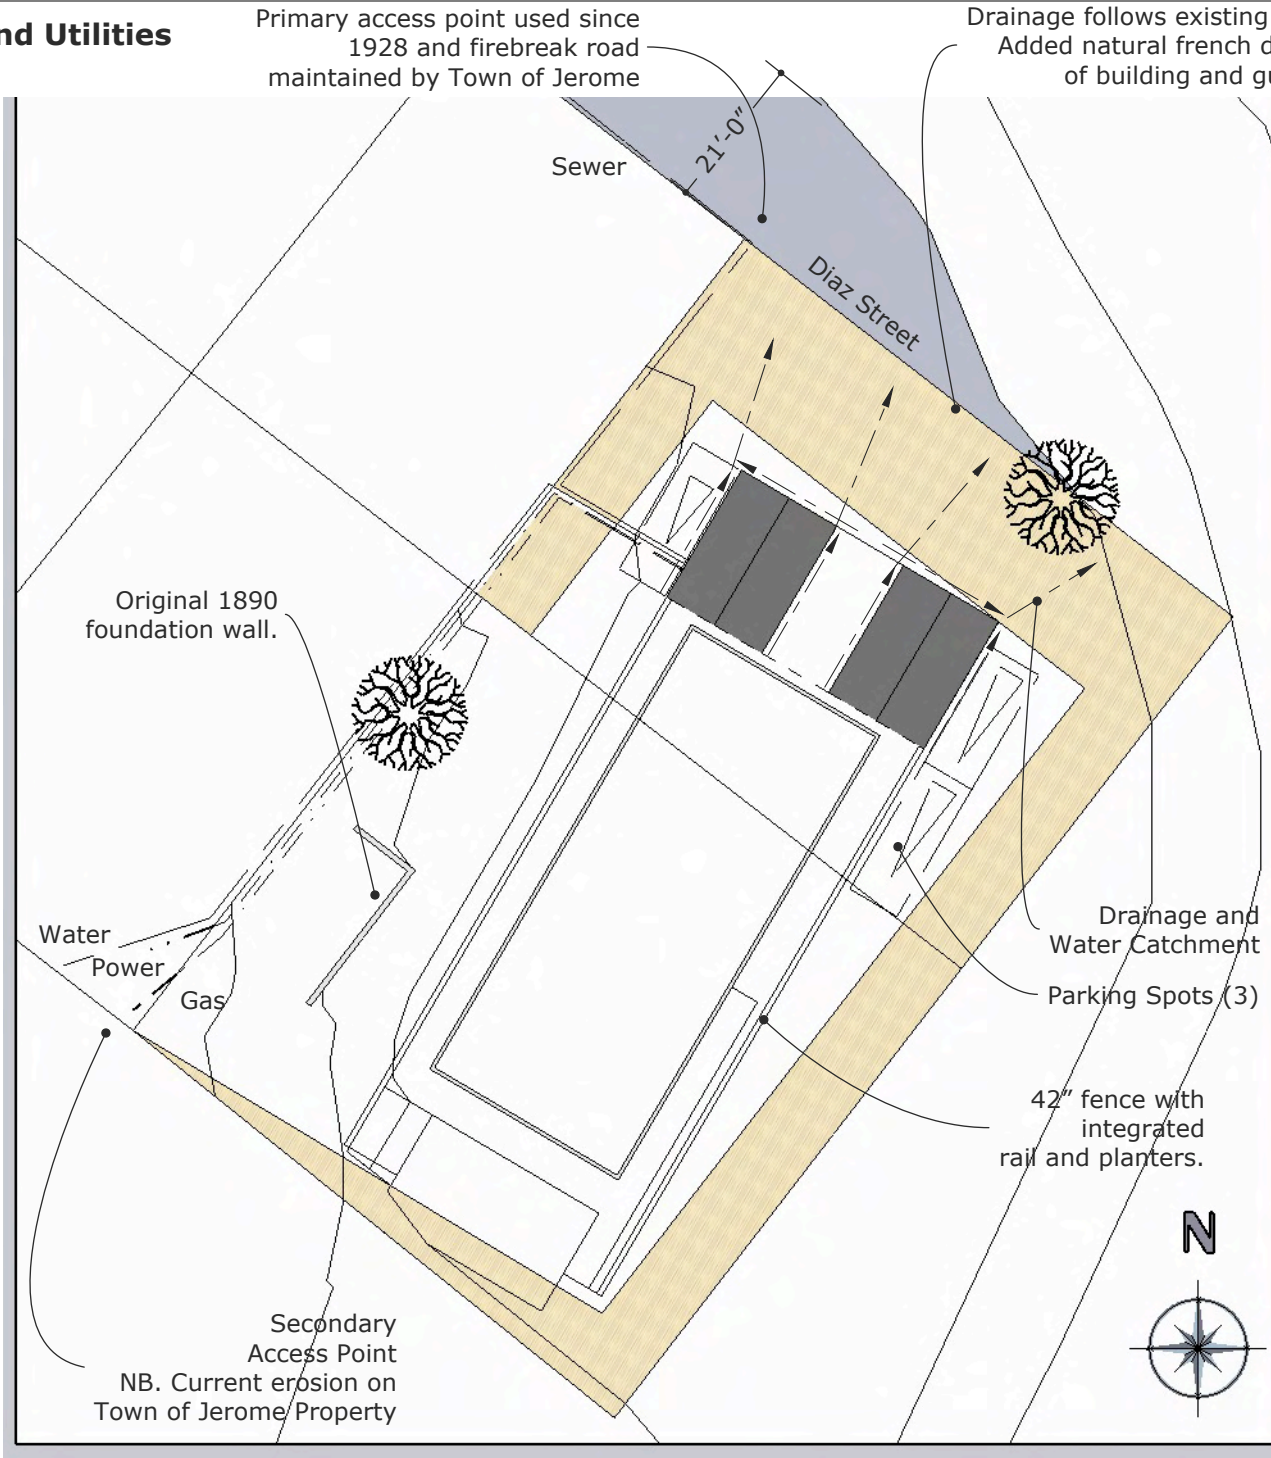 nd Utilities
Primary access point used since
1928 and firebreak road
maintained by Town of Jerome
Drainage follows existing
Added natural french d
of building and gu
21'-0"
Sewer
Diaz Street
Original 1890
foundation wall.
Water
Power
Gas
Drainage and
Water Catchment
Parking Spots (3)
42” fence with
integrated
rail and planters.
N
Secondary
Access Point
NB. Current erosion on
Town of Jerome Property